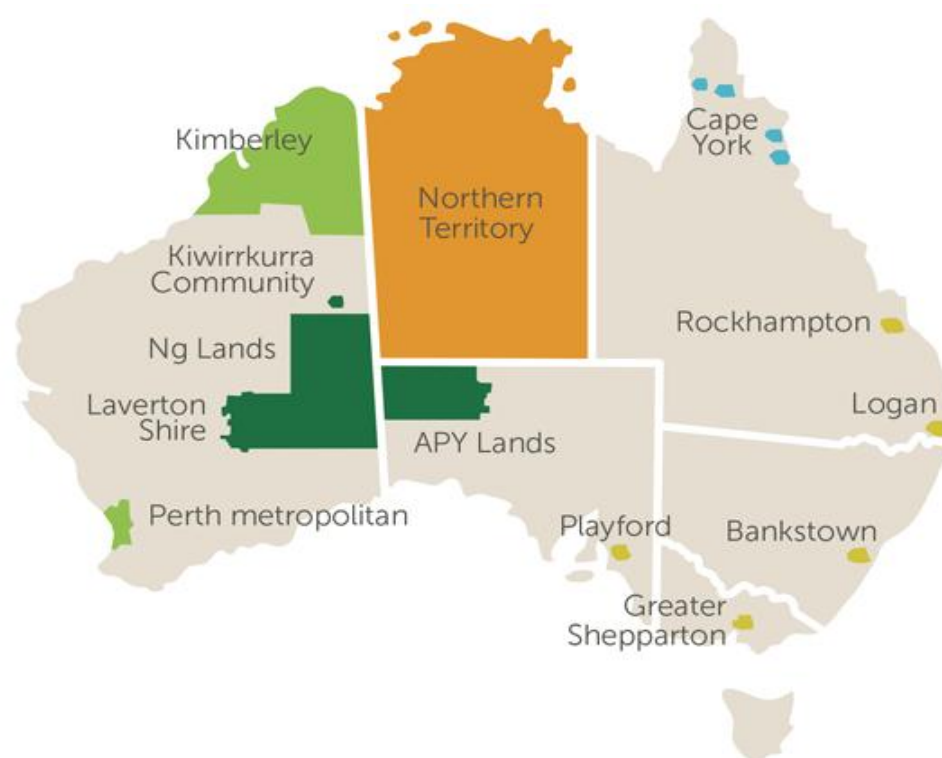 Kimberley
Cape
York
Northern
Territory
Kiwirrkurra
Community
Rockhampton
Ng Lands
Laverton
Shire
Logan
APY Lands
Perth metropolitan
Playford
Bankstown
Greater
Shepparton